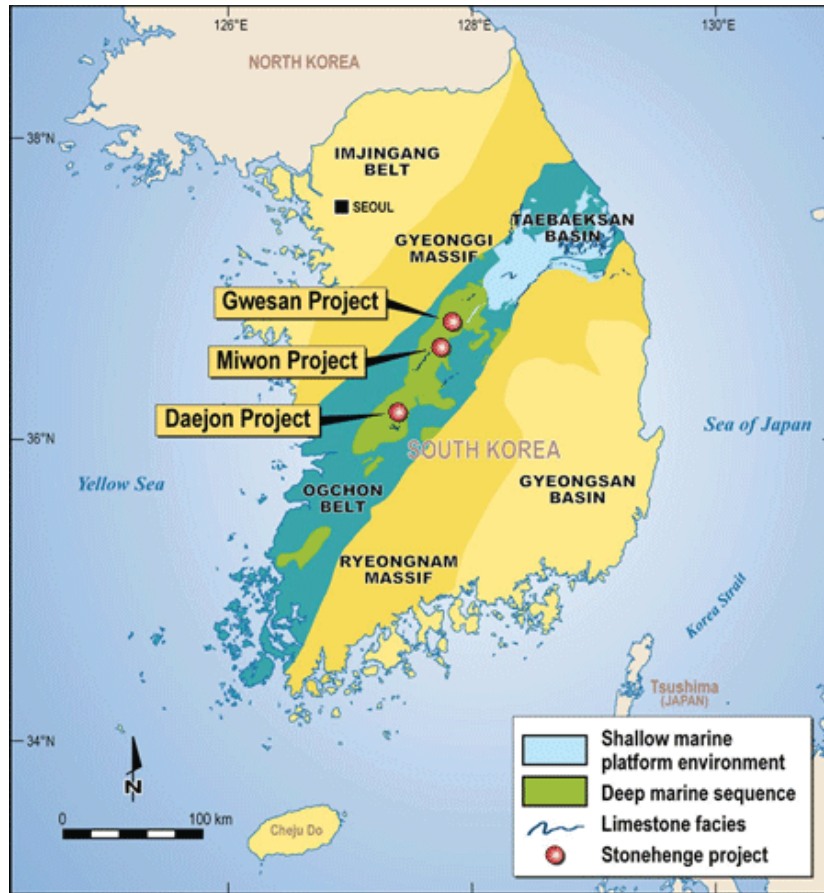 126°E
128°E
130°E
NORTH KOREA
38°N
IMJINGANG
BELT
SEOUL
TAEBAEKSAN
BASIN
GYEONGGI
MASSIF
Gwesan Project
Miwon Project
Daejon Project
36°N
SOUTH KOREA
Sea of Japan
Yellow Sea
OGCHON
BELT
GYEONGSAN
BASIN
RYEONGNAM
MASSIF
Korea Strait
Tsushima
(JAPAN)
34°N
N
0
100 km
Cheju Do
Shallow marine
platform environment
Deep marine sequence
Limestone facies
Stonehenge project